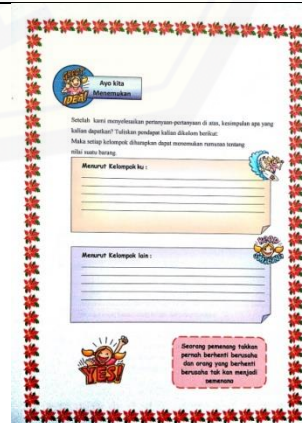 GREAT
IDEA!
Ayo kita
Menemukan
Setelah kami menyelesaikan pertanyaan-pertanyaan di atas, kesimpulan apa yang
kalian dapatkan? Tuliskan pendapat kalian dikolom berikut:
Maka setiap kelompok diharapkan dapat menemukan rumusan tentang
nilai suatu barang.
Menurut Kelompok ku :
Menurut Kelompok lain :
YES!
Seorang pemenang takkan
pernah berhenti berusaha
dan orang yang berhenti
berusaha tak kan menjadi
pemenang